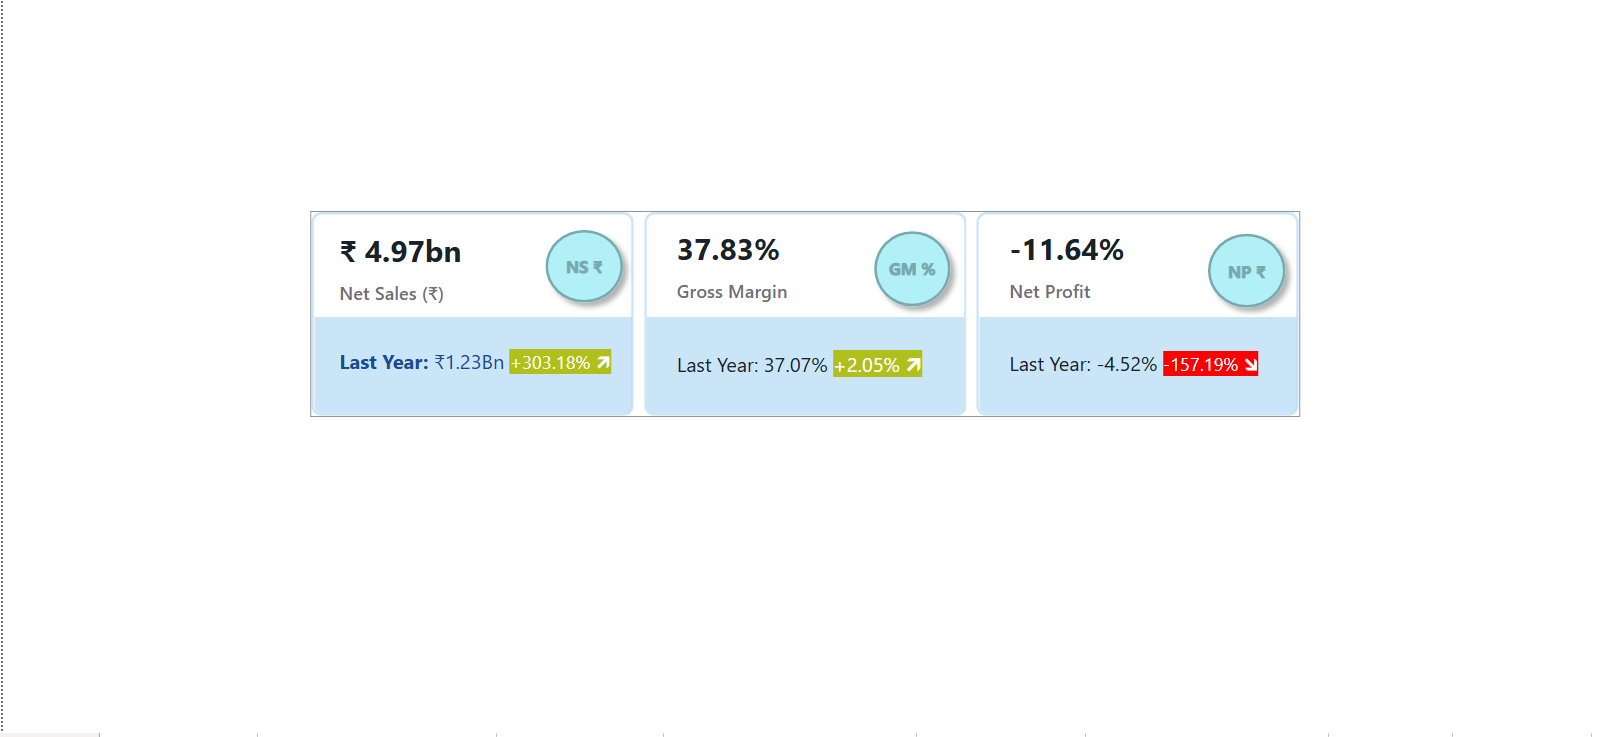 ₹ 4.97bn
Net Sales (₹)
NS ₹
Last Year: ₹1.23Bn +303.18%
37.83%
Gross Margin
GM %
Last Year: 37.07% +2.05%
-11.64%
Net Profit
NP ₹
Last Year: -4.52% -157.19%